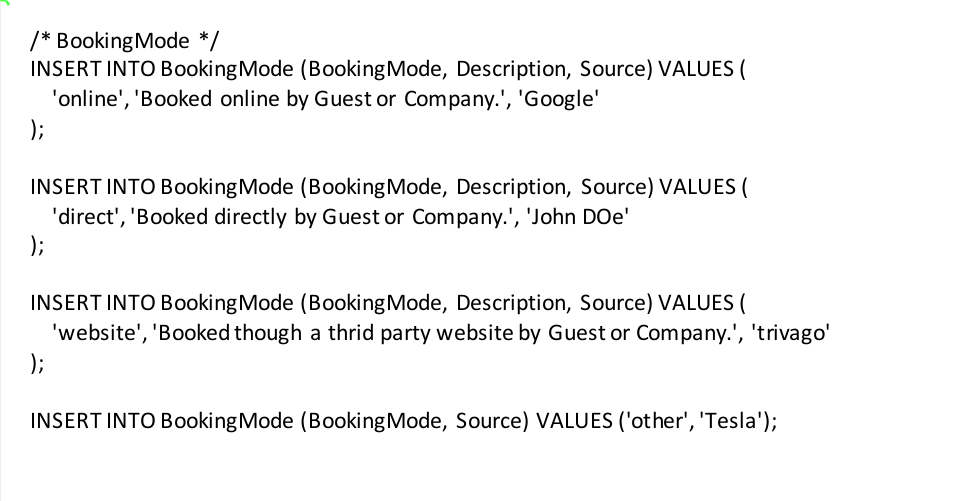 /* BookingMode */
INSERT INTO BookingMode (BookingMode, Description, Source) VALUES (
'online', 'Booked online by Guest or Company.', 'Google'
);
INSERT INTO BookingMode (BookingMode, Description, Source) VALUES (
'direct', 'Booked directly by Guest or Company.', 'John DOe'
);
INSERT INTO BookingMode (BookingMode, Description, Source) VALUES (
'website', 'Booked though a thrid party website by Guest or Company.', 'trivago'
);
INSERT INTO BookingMode (BookingMode, Source) VALUES ('other', 'Tesla');